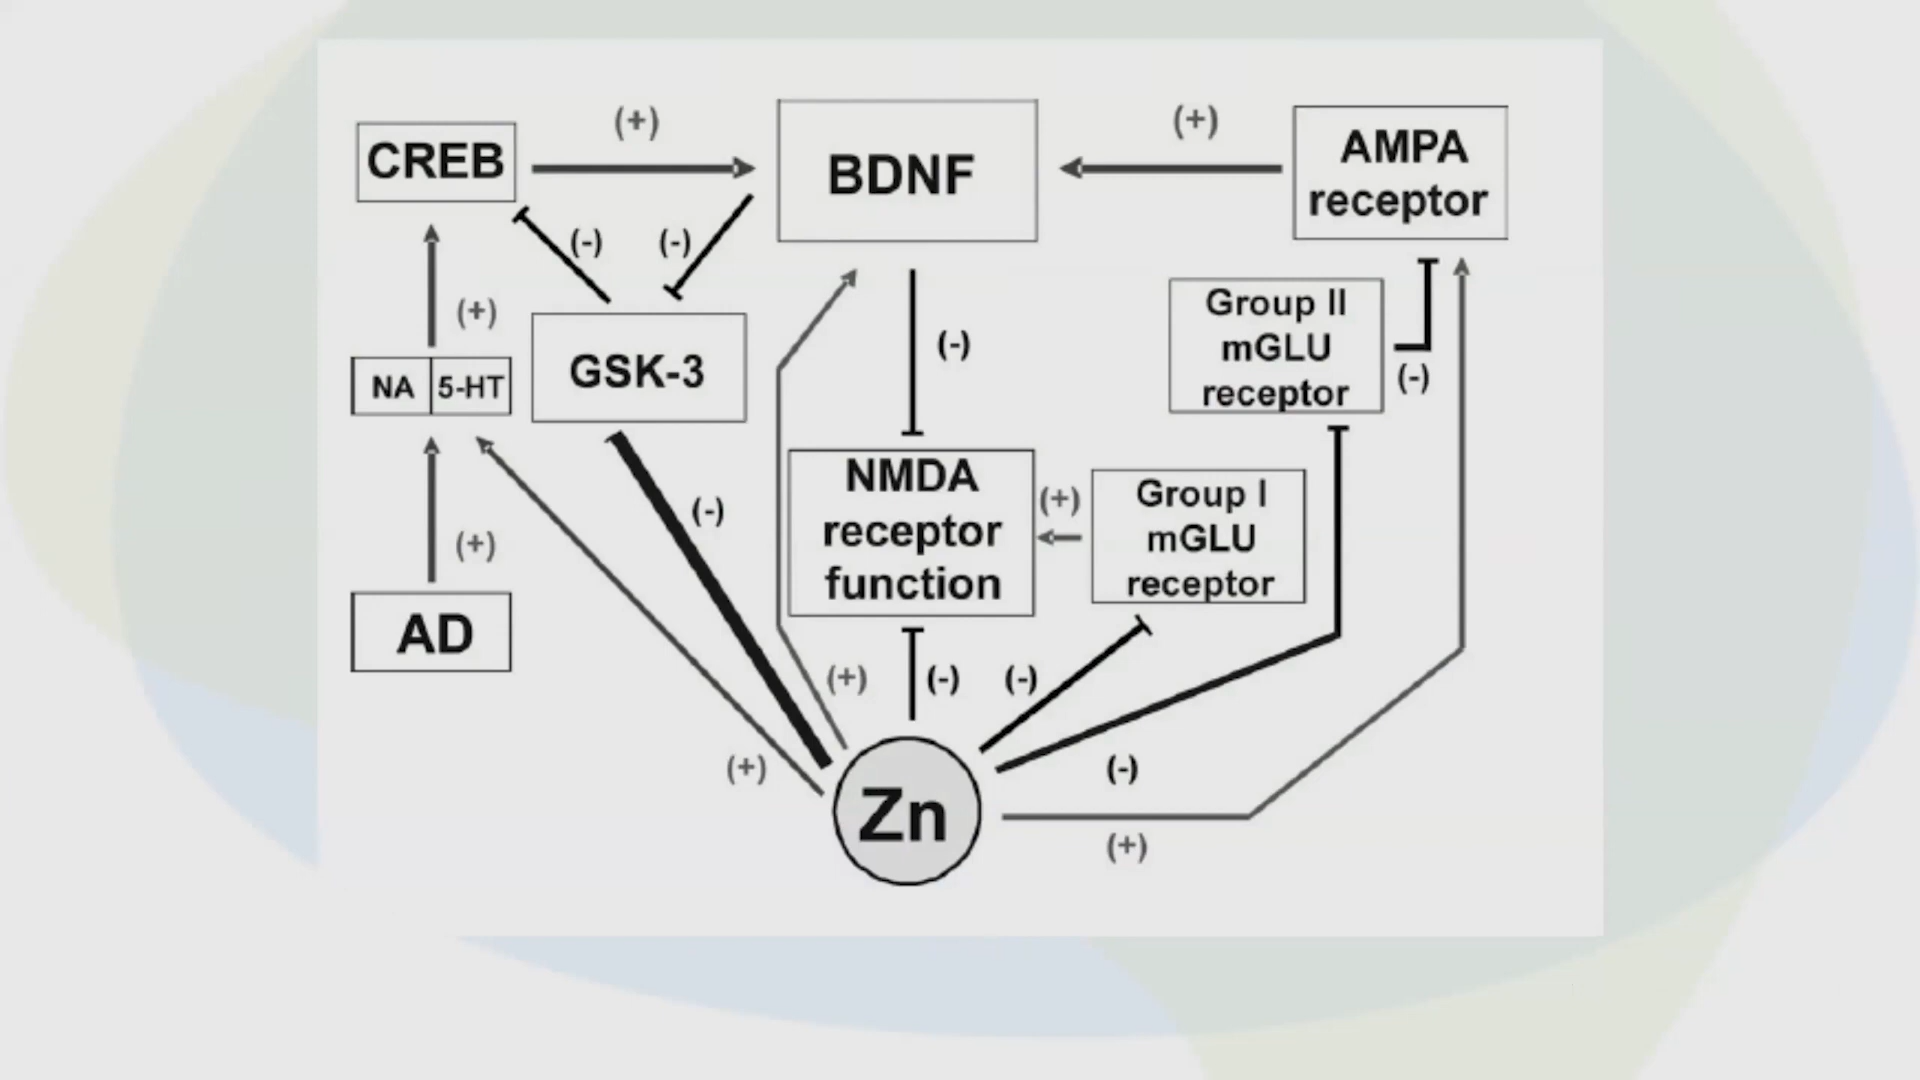 (+)
(+)
CREB
BDNF
AMPA
receptor
(-)
(-)
(+)
(-)
Group II
mGLU
receptor
(-)
NA
5-HT
GSK-3
(+)
(-)
NMDA
receptor
function
(+)
Group I
mGLU
receptor
AD
(+)
(-)
(-)
(+)
(-)
Zn
(+)